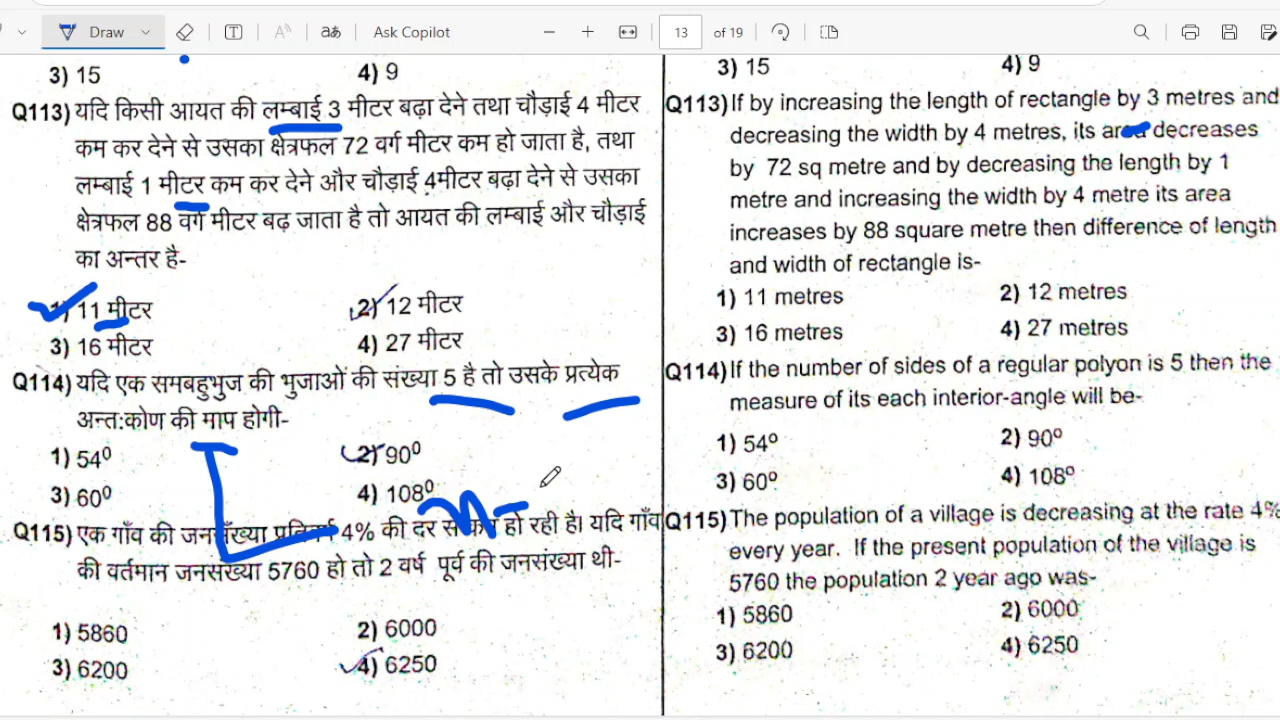 Draw
Ask Copilot
13 of 19
3) 15
4) 9
Q113) यदि किसी आयत की लम्बाई 3 मीटर बढ़ा देने तथा चौड़ाई 4 मीटर
कम कर देने से उसका क्षेत्रफल 72 वर्ग मीटर कम हो जाता है, तथा
लम्बाई 1 मीटर कम कर देने और चौड़ाई 4मीटर बढ़ा देने से उसका
क्षेत्रफल 88 वर्ग मीटर बढ़ जाता है तो आयत की लम्बाई और चौड़ाई
का अन्तर है-
1) 11 मीटर
2) 12 मीटर
3) 16 मीटर
4) 27 मीटर
Q114) यदि एक समबहुभुज की भुजाओं की संख्या 5 है तो उसके प्रत्येक
अन्त:कोण की माप होगी-
1) 54⁰
2) 90⁰
3) 60⁰
4) 108⁰
Q115) एक गाँव की जनसँख्या प्रतिवर्ष 4% की दर से कम हो रही है। यदि गाँव
की वर्तमान जनसंख्या 5760 हो तो 2 वर्ष पूर्व की जनसंख्या थी-
1) 5860
2) 6000
3) 6200
4) 6250
3) 15
4) 9
Q113) If by increasing the length of rectangle by 3 metres and
decreasing the width by 4 metres, its area decreases
by 72 sq metre and by decreasing the length by 1
metre and increasing the width by 4 metre its area
increases by 88 square metre then difference of length
and width of rectangle is-
1) 11 metres
2) 12 metres
3) 16 metres
4) 27 metres
Q114) If the number of sides of a regular polyon is 5 then the
measure of its each interior-angle will be-
1) 54º
2) 90º
3) 60º
4) 108º
Q115) The population of a village is decreasing at the rate 4%
every year. If the present population of the village is
5760 the population 2 year ago was-
1) 5860
2) 6000
3) 6200
4) 6250